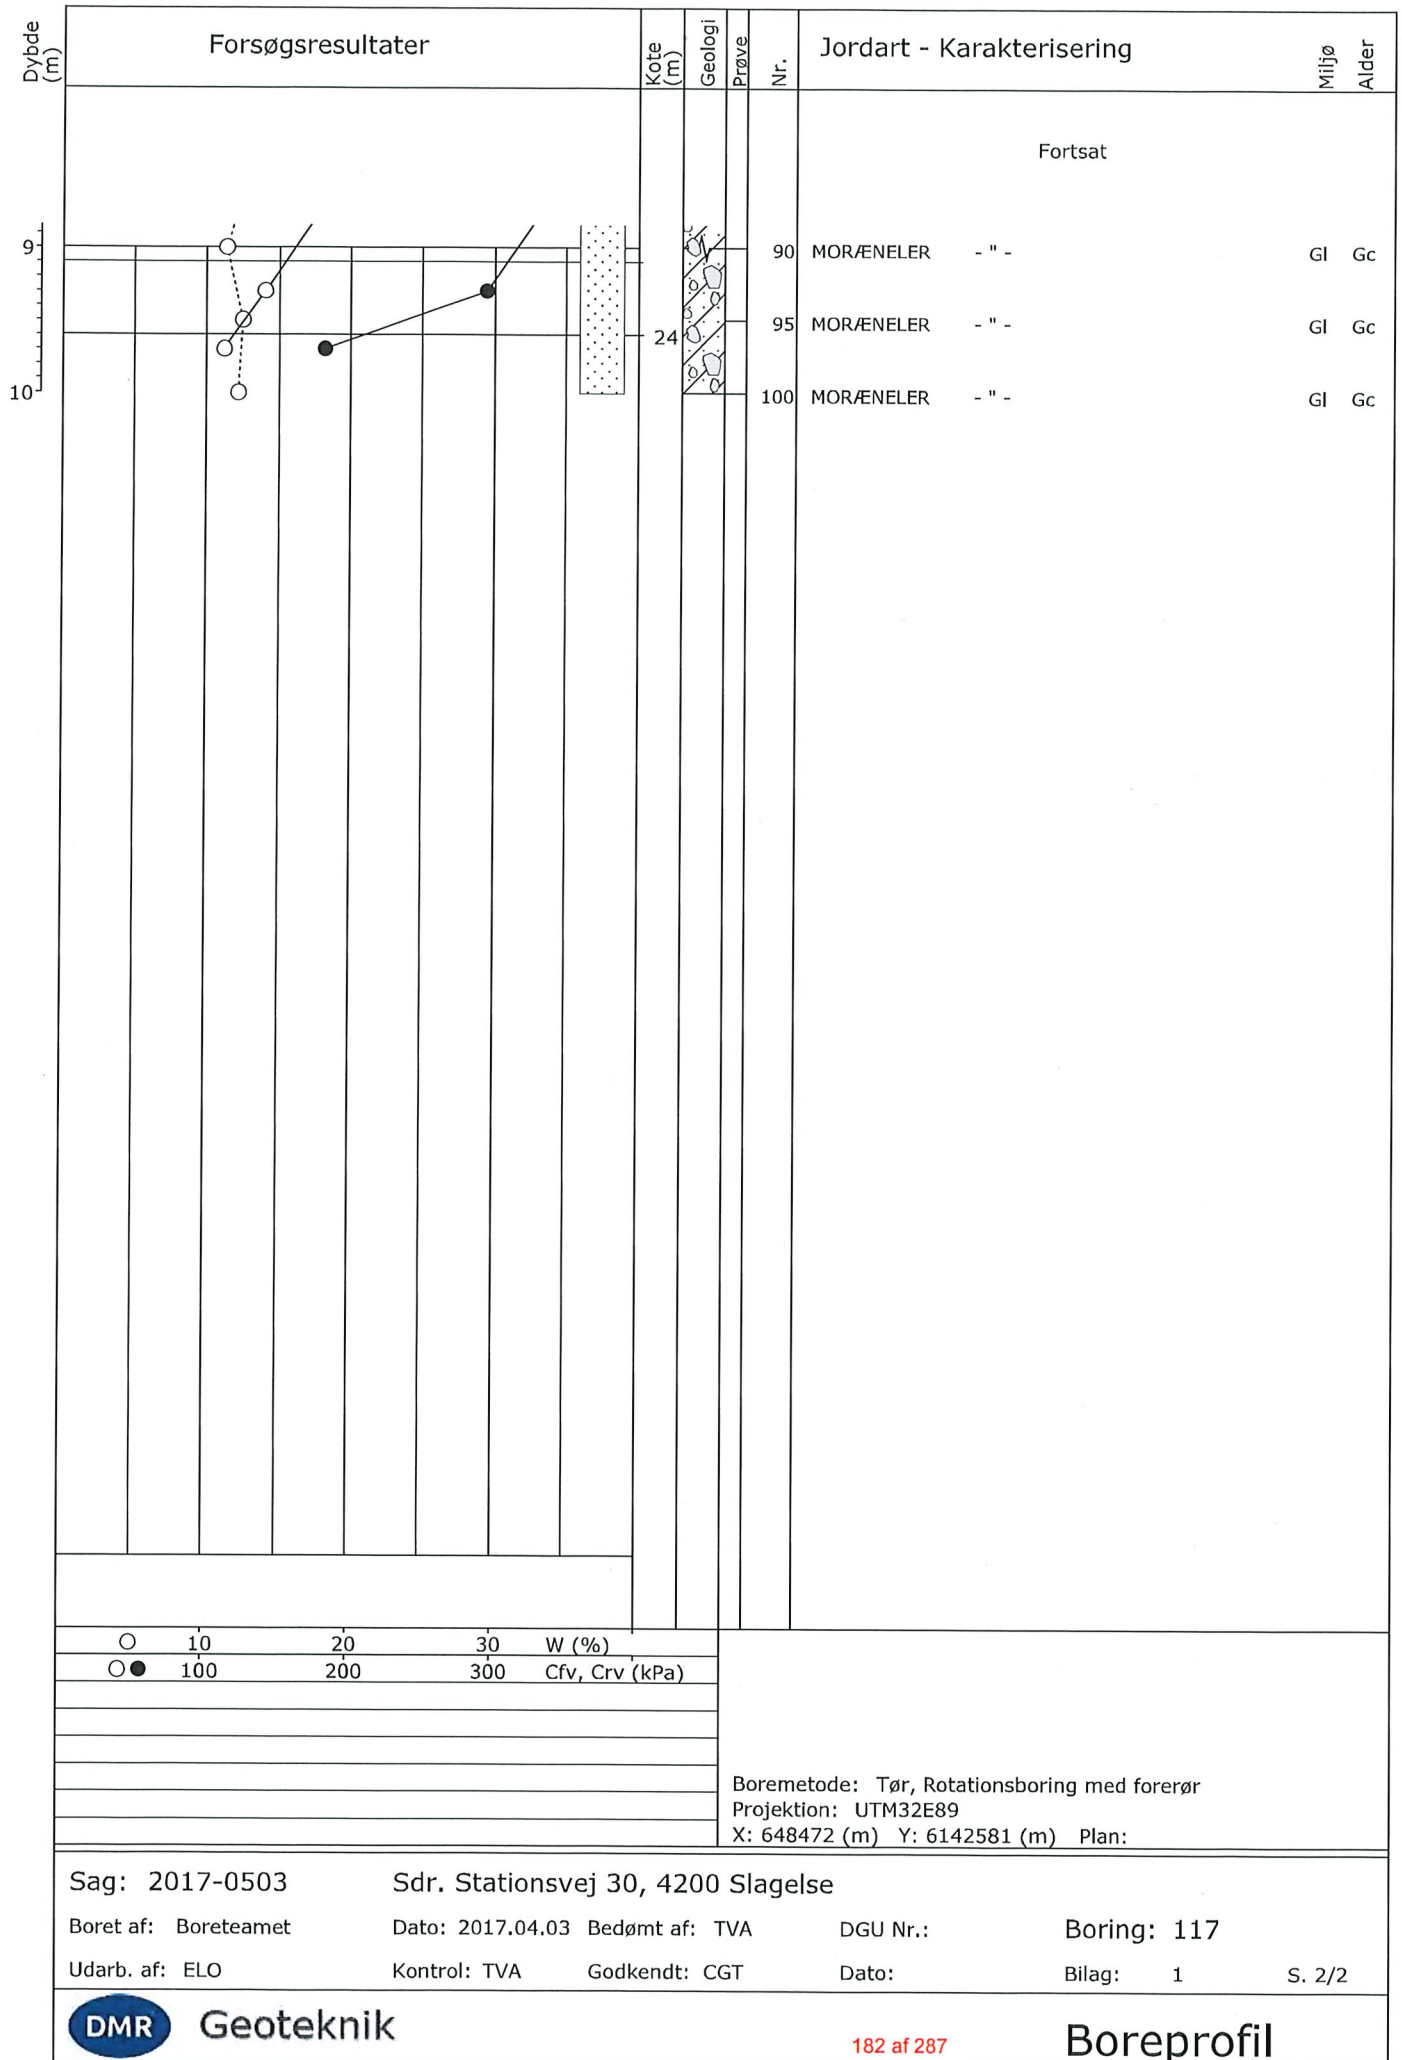 Dybde (m)
Forsøgsresultater
Kote (m)
Geologi
Prøve
Nr.
Jordart - Karakterisering
Miljø
Alder
Fortsat
9
90 MORÆNELER - " - Gl Gc
95 MORÆNELER - " - Gl Gc
24
10
100 MORÆNELER - " - Gl Gc
10 20 30 W (%)
100 200 300 Cfv, Crv (kPa)
Boremetode: Tør, Rotationsboring med forerør
Projektion: UTM32E89
X: 648472 (m) Y: 6142581 (m) Plan:
Sag: 2017-0503 Sdr. Stationsvej 30, 4200 Slagelse
Boret af: Boreteamet Dato: 2017.04.03 Bedømt af: TVA DGU Nr.: Boring: 117
Udarb. af: ELO Kontrol: TVA Godkendt: CGT Dato: Bilag: 1 S. 2/2
DMR Geoteknik
182 af 287
Boreprofil